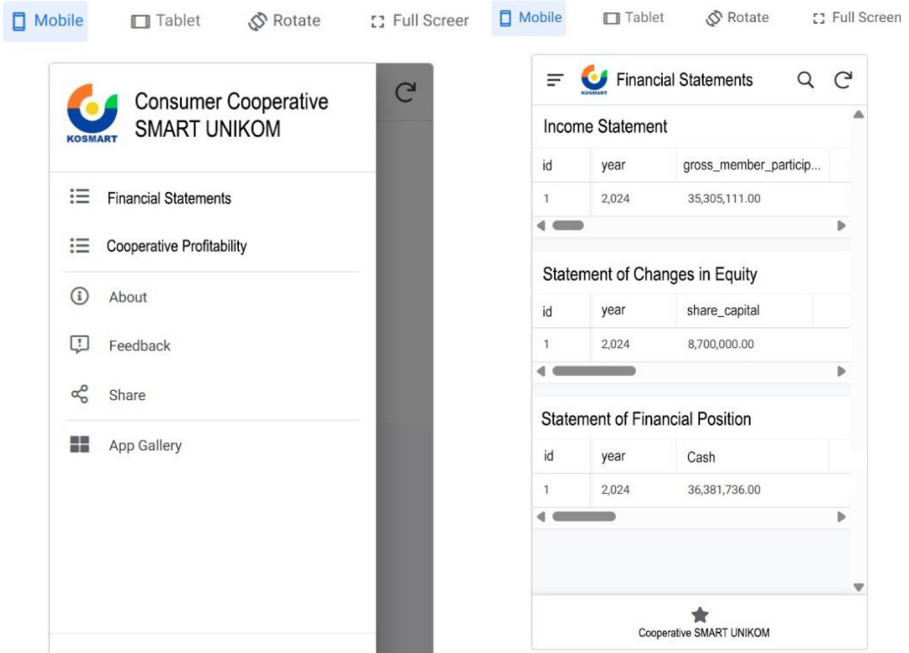 Mobile
Tablet
Rotate
Full Screer
KOSMART
Consumer Cooperative
SMART UNIKOM
Financial Statements
Cooperative Profitability
About
Feedback
Share
App Gallery
Mobile
Tablet
Rotate
Full Screen
KOSMART
Financial Statements
Income Statement
id year gross_member_particip...
1 2,024 35,305,111.00
Statement of Changes in Equity
id year share_capital
1 2,024 8,700,000.00
Statement of Financial Position
id year Cash
1 2,024 36,381,736.00
Cooperative SMART UNIKOM